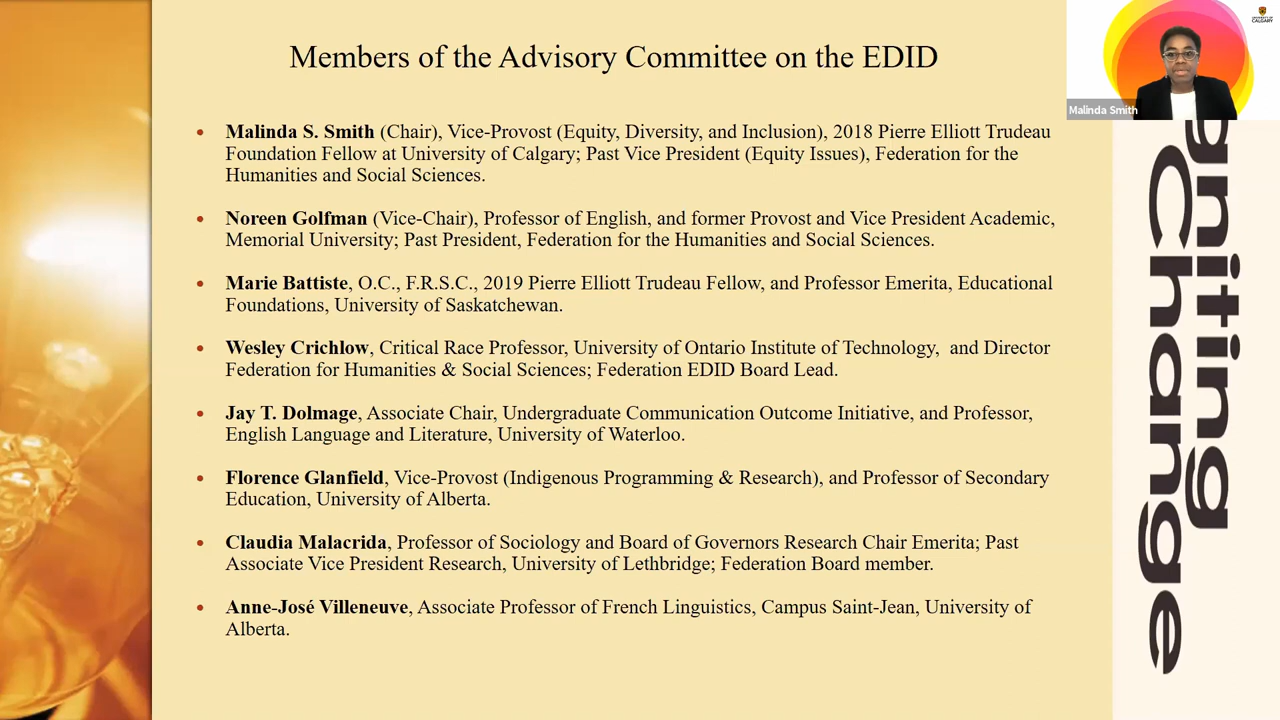 Members of the Advisory Committee on the EDID
• Malinda S. Smith (Chair), Vice-Provost (Equity, Diversity, and Inclusion), 2018 Pierre Elliott Trudeau
Foundation Fellow at University of Calgary; Past Vice President (Equity Issues), Federation for the
Humanities and Social Sciences.
• Noreen Golfman (Vice-Chair), Professor of English, and former Provost and Vice President Academic,
Memorial University; Past President, Federation for the Humanities and Social Sciences.
• Marie Battiste, O.C., F.R.S.C., 2019 Pierre Elliott Trudeau Fellow, and Professor Emerita, Educational
Foundations, University of Saskatchewan.
• Wesley Crichlow, Critical Race Professor, University of Ontario Institute of Technology,  and Director
Federation for Humanities & Social Sciences; Federation EDID Board Lead.
• Jay T. Dolmage, Associate Chair, Undergraduate Communication Outcome Initiative, and Professor,
English Language and Literature, University of Waterloo.
• Florence Glanfield, Vice-Provost (Indigenous Programming & Research), and Professor of Secondary
Education, University of Alberta.
• Claudia Malacrida, Professor of Sociology and Board of Governors Research Chair Emerita; Past
Associate Vice President Research, University of Lethbridge; Federation Board member.
• Anne-José Villeneuve, Associate Professor of French Linguistics, Campus Saint-Jean, University of
Alberta.
UNIVERSITY OF
CALGARY
Malinda Smith
gniting
Change